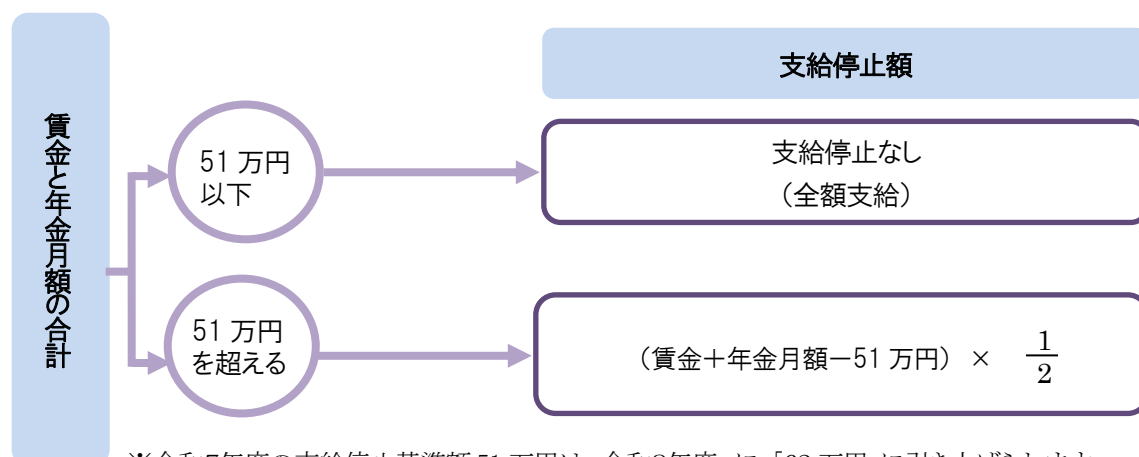 賃金と年金月額の合計
支給停止額
51 万円
以下
支給停止なし
（全額支給）
51 万円
を超える
（賃金＋年金月額－51 万円） × 1/2